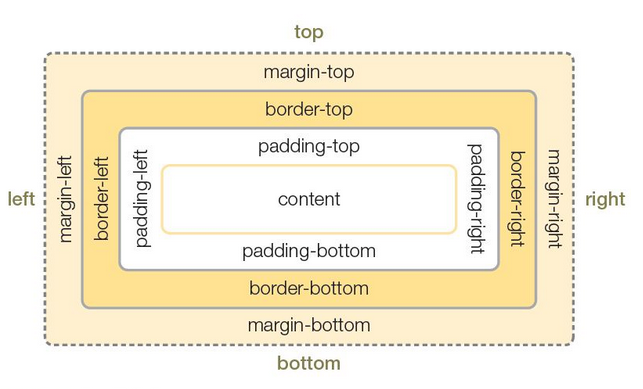 top
margin-top
border-top
padding-top
left
margin-left
border-left
padding-left
content
padding-right
border-right
margin-right
right
padding-bottom
border-bottom
margin-bottom
bottom